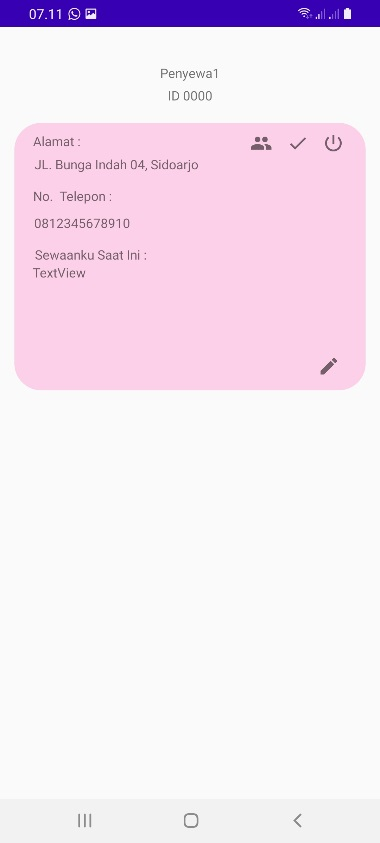 07.11
Penyewa1
ID 0000
Alamat :
JL. Bunga Indah 04, Sidoarjo
No.  Telepon :
0812345678910
Sewaanku Saat Ini :
TextView